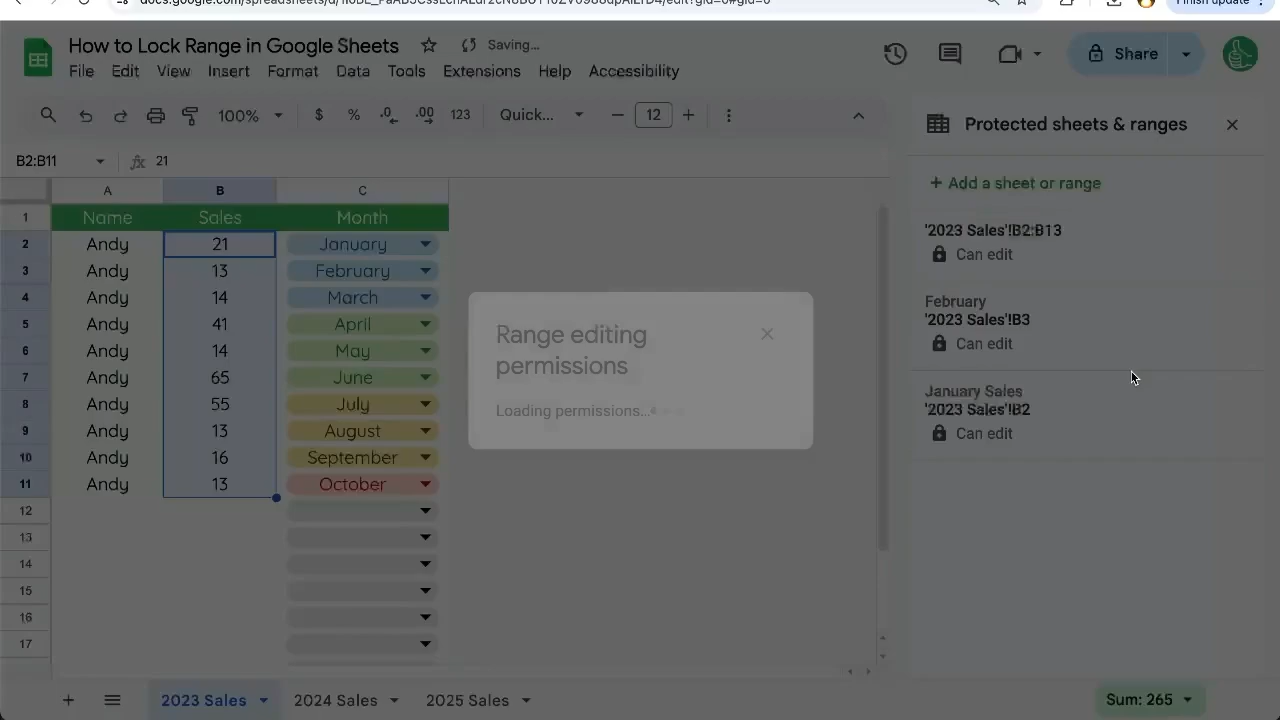 How to Lock Range in Google Sheets
Saving...
File Edit View Insert Format Data Tools Extensions Help Accessibility
Share
Finish update
100% $ % .0 .00 123 Quick... 12
B2:B11 fx 21
A B C
1 Name Sales Month
2 Andy 21 January
3 Andy 13 February
4 Andy 14 March
5 Andy 41 April
6 Andy 14 May
7 Andy 65 June
8 Andy 55 July
9 Andy 13 August
10 Andy 16 September
11 Andy 13 October
12
13
14
15
16
17
Range editing
permissions
Loading permissions...
Protected sheets & ranges
+ Add a sheet or range
'2023 Sales'!B2:B13
Can edit
February
'2023 Sales'!B3
Can edit
January Sales
'2023 Sales'!B2
Can edit
2023 Sales 2024 Sales 2025 Sales
Sum: 265